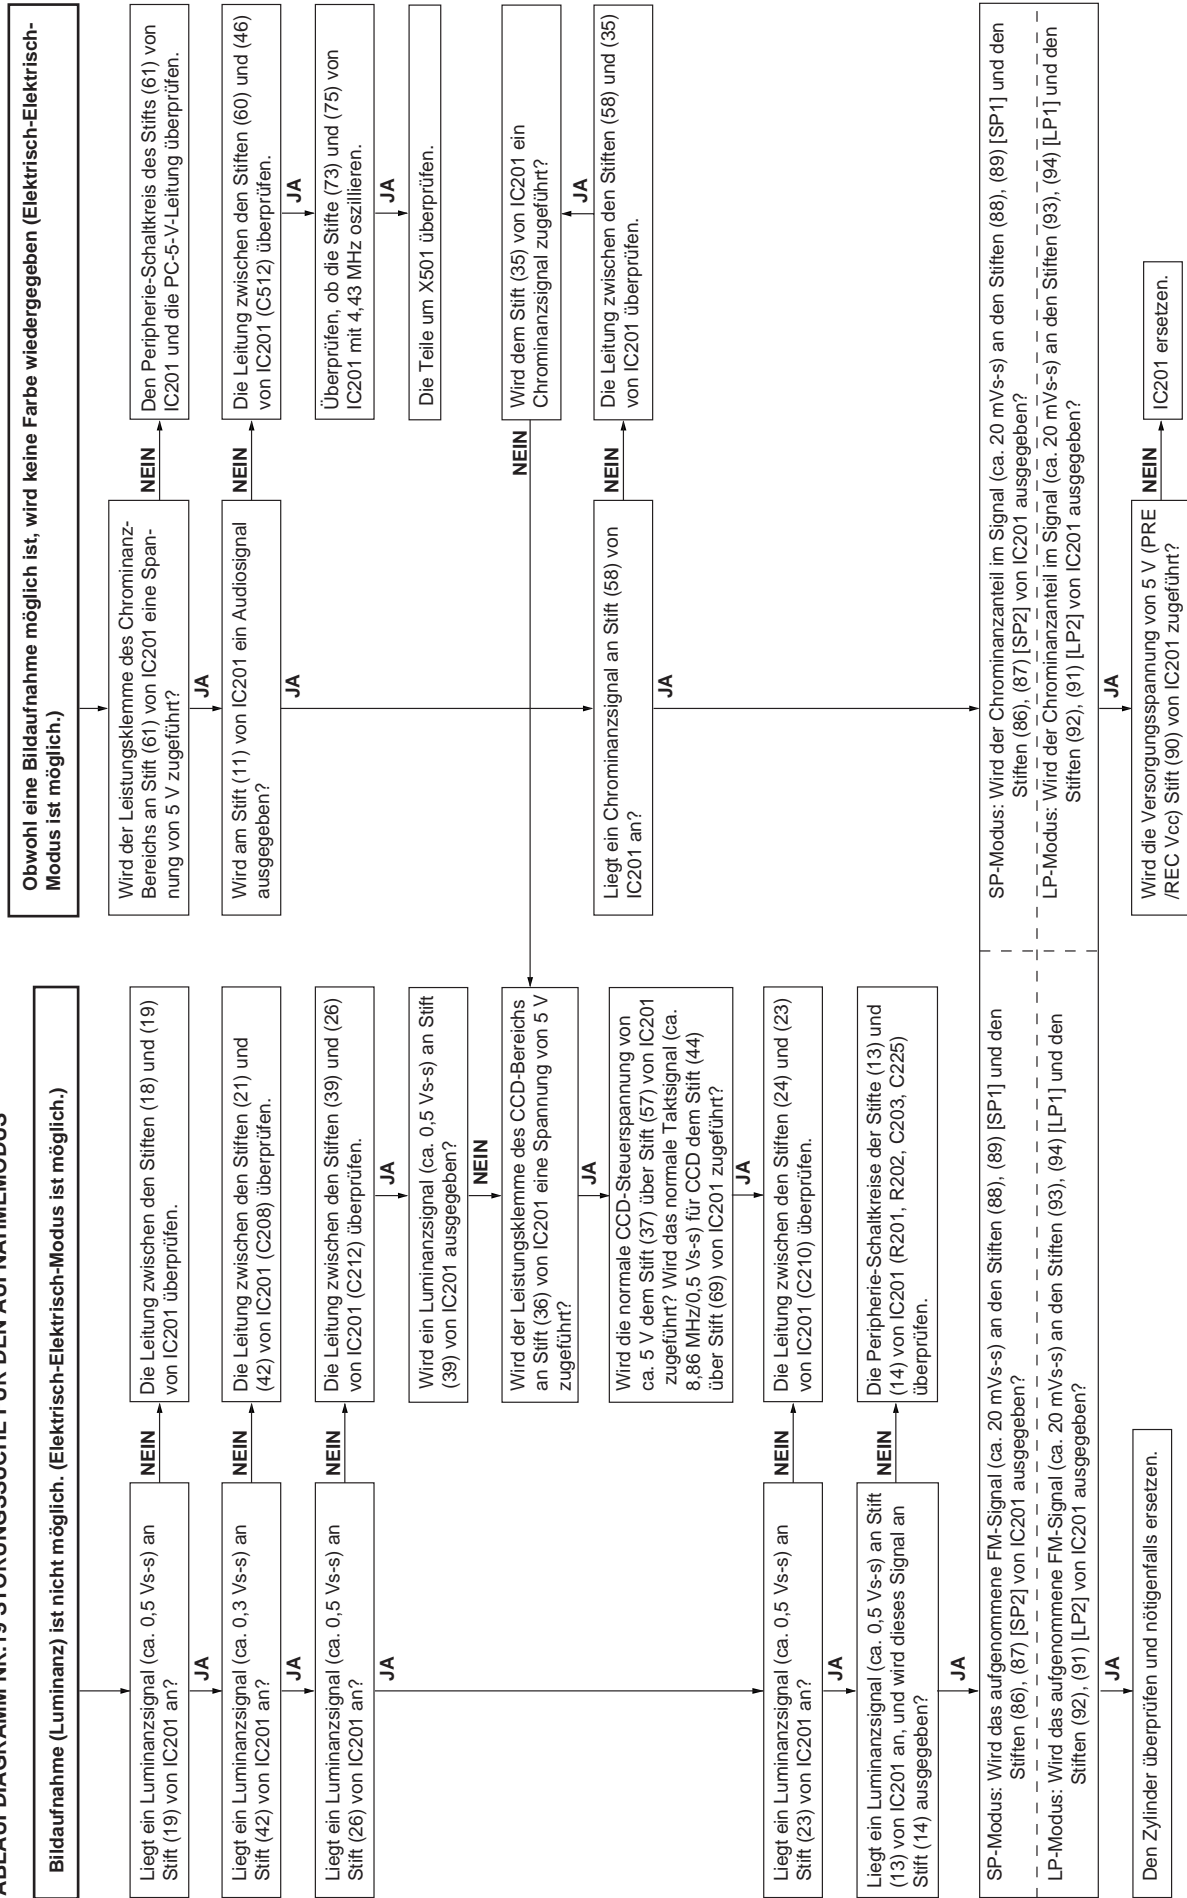 ABLAUFDIAGRAMM NR.19 STÖRUNGSSUCHE FÜR DEN AUFNAHMEMODUS
Bildaufnahme (Luminanz) ist nicht möglich. (Elektrisch-Elektrisch-Modus ist möglich.)
Liegt ein Luminanzsignal (ca. 0,5 Vs-s) an
Stift (19) von IC201 an?
NEIN
Die Leitung zwischen den Stiften (18) und (19)
von IC201 überprüfen.
JA
Liegt ein Luminanzsignal (ca. 0,3 Vs-s) an
Stift (42) von IC201 an?
NEIN
Die Leitung zwischen den Stiften (21) und
(42) von IC201 (C208) überprüfen.
JA
Liegt ein Luminanzsignal (ca. 0,5 Vs-s) an
Stift (26) von IC201 an?
NEIN
Die Leitung zwischen den Stiften (39) und (26)
von IC201 (C212) überprüfen.
JA
JA
Wird ein Luminanzsignal (ca. 0,5 Vs-s) an Stift
(39) von IC201 ausgegeben?
NEIN
Wird der Leistungsklemme des CCD-Bereichs
an Stift (36) von IC201 eine Spannung von 5 V
zugeführt?
JA
Wird die normale CCD-Steuerspannung von
ca. 5 V dem Stift (37) über Stift (57) von IC201
zugeführt? Wird das normale Taktsignal (ca.
8,86 MHz/0,5 Vs-s) für CCD dem Stift (44)
über Stift (69) von IC201 zugeführt?
JA
Liegt ein Luminanzsignal (ca. 0,5 Vs-s) an
Stift (23) von IC201 an?
NEIN
Die Leitung zwischen den Stiften (24) und (23)
von IC201 (C210) überprüfen.
JA
Liegt ein Luminanzsignal (ca. 0,5 Vs-s) an Stift
(13) von IC201 an, und wird dieses Signal an
Stift (14) ausgegeben?
NEIN
Die Peripherie-Schaltkreise der Stifte (13) und
(14) von IC201 (R201, R202, C203, C225)
überprüfen.
JA
SP-Modus: Wird das aufgenommene FM-Signal (ca. 20 mVs-s) an den Stiften (88), (89) [SP1] und den
Stiften (86), (87) [SP2] von IC201 ausgegeben?
LP-Modus: Wird das aufgenommene FM-Signal (ca. 20 mVs-s) an den Stiften (93), (94) [LP1] und den
Stiften (92), (91) [LP2] von IC201 ausgegeben?
JA
Den Zylinder überprüfen und nötigenfalls ersetzen.
Obwohl eine Bildaufnahme möglich ist, wird keine Farbe wiedergegeben (Elektrisch-Elektrisch-
Modus ist möglich.)
Wird der Leistungsklemme des Chrominanz-
Bereichs an Stift (61) von IC201 eine Span-
nung von 5 V zugeführt?
NEIN
Den Peripherie-Schaltkreis des Stifts (61) von
IC201 und die PC-5-V-Leitung überprüfen.
JA
Wird am Stift (11) von IC201 ein Audiosignal
ausgegeben?
NEIN
Die Leitung zwischen den Stiften (60) und (46)
von IC201 (C512) überprüfen.
JA
JA
Überprüfen, ob die Stifte (73) und (75) von
IC201 mit 4,43 MHz oszillieren.
JA
Die Teile um X501 überprüfen.
Wird dem Stift (35) von IC201 ein
Chrominanzsignal zugeführt?
NEIN
JA
Liegt ein Chrominanzsignal an Stift (58) von
IC201 an?
NEIN
Die Leitung zwischen den Stiften (58) und (35)
von IC201 überprüfen.
JA
SP-Modus: Wird der Chrominanzanteil im Signal (ca. 20 mVs-s) an den Stiften (88), (89) [SP1] und den
Stiften (86), (87) [SP2] von IC201 ausgegeben?
LP-Modus: Wird der Chrominanzanteil im Signal (ca. 20 mVs-s) an den Stiften (93), (94) [LP1] und den
Stiften (92), (91) [LP2] von IC201 ausgegeben?
JA
Wird die Versorgungsspannung von 5 V (PRE
/REC Vcc) Stift (90) von IC201 zugeführt?
NEIN
IC201 ersetzen.